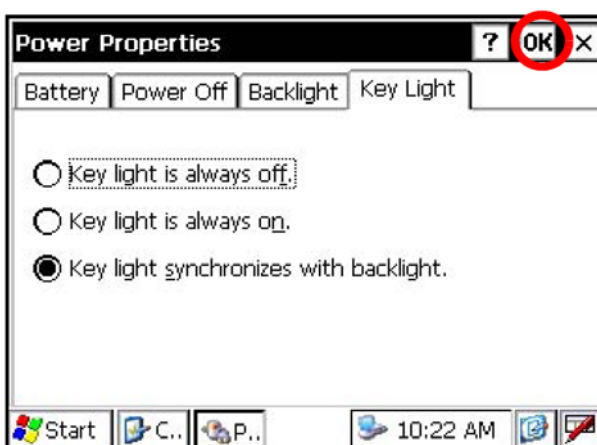 Power Properties ? OK ×
Battery Power Off Backlight Key Light
Key light is always off.
Key light is always on.
Key light synchronizes with backlight.
Start C.. P.. 10:22 AM